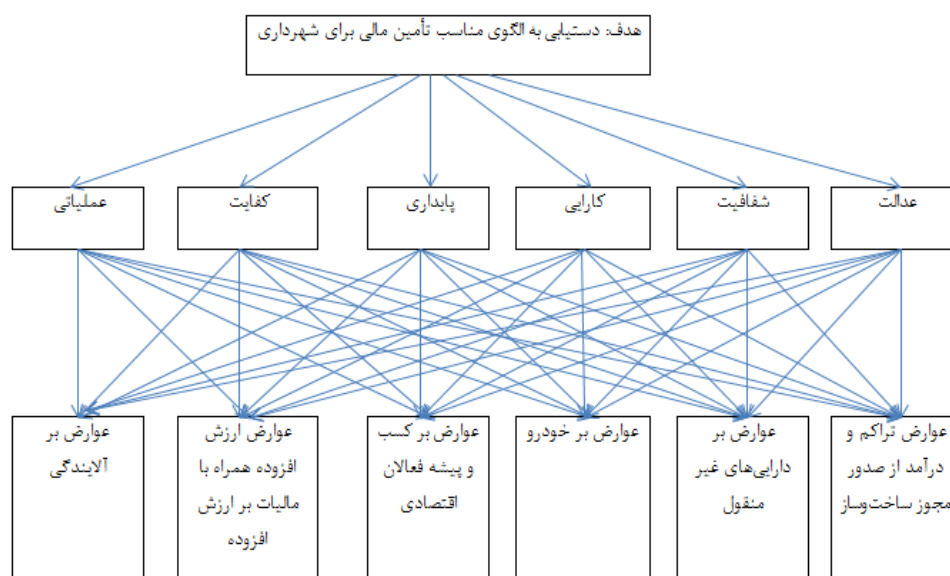 هدف: دستیابی به الگوی مناسب تأمین مالی برای شهرداری
عدالت
شفافیت
کارایی
پایداری
کفایت
عملیاتی
عوارض تراکم و
درآمد از صدور
مجوز ساخت‌وساز
عوارض بر
دارایی‌های غیر
منقول
عوارض بر خودرو
عوارض بر کسب
و پیشه فعالان
اقتصادی
عوارض ارزش
افزوده همراه با
مالیات بر ارزش
افزوده
عوارض بر
آلایندگی